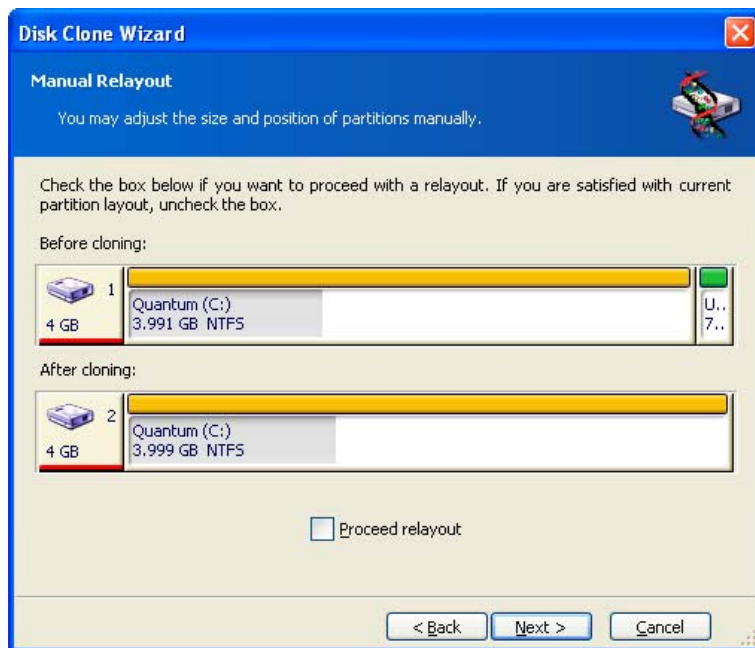 Disk Clone Wizard
Manual Relayout
You may adjust the size and position of partitions manually.
Check the box below if you want to proceed with a relayout. If you are satisfied with current
partition layout, uncheck the box.
Before cloning:
1
4 GB
Quantum (C:)
3.991 GB NTFS
U..
7..
After cloning:
2
4 GB
Quantum (C:)
3.999 GB NTFS
Proceed relayout
< Back
Next >
Cancel